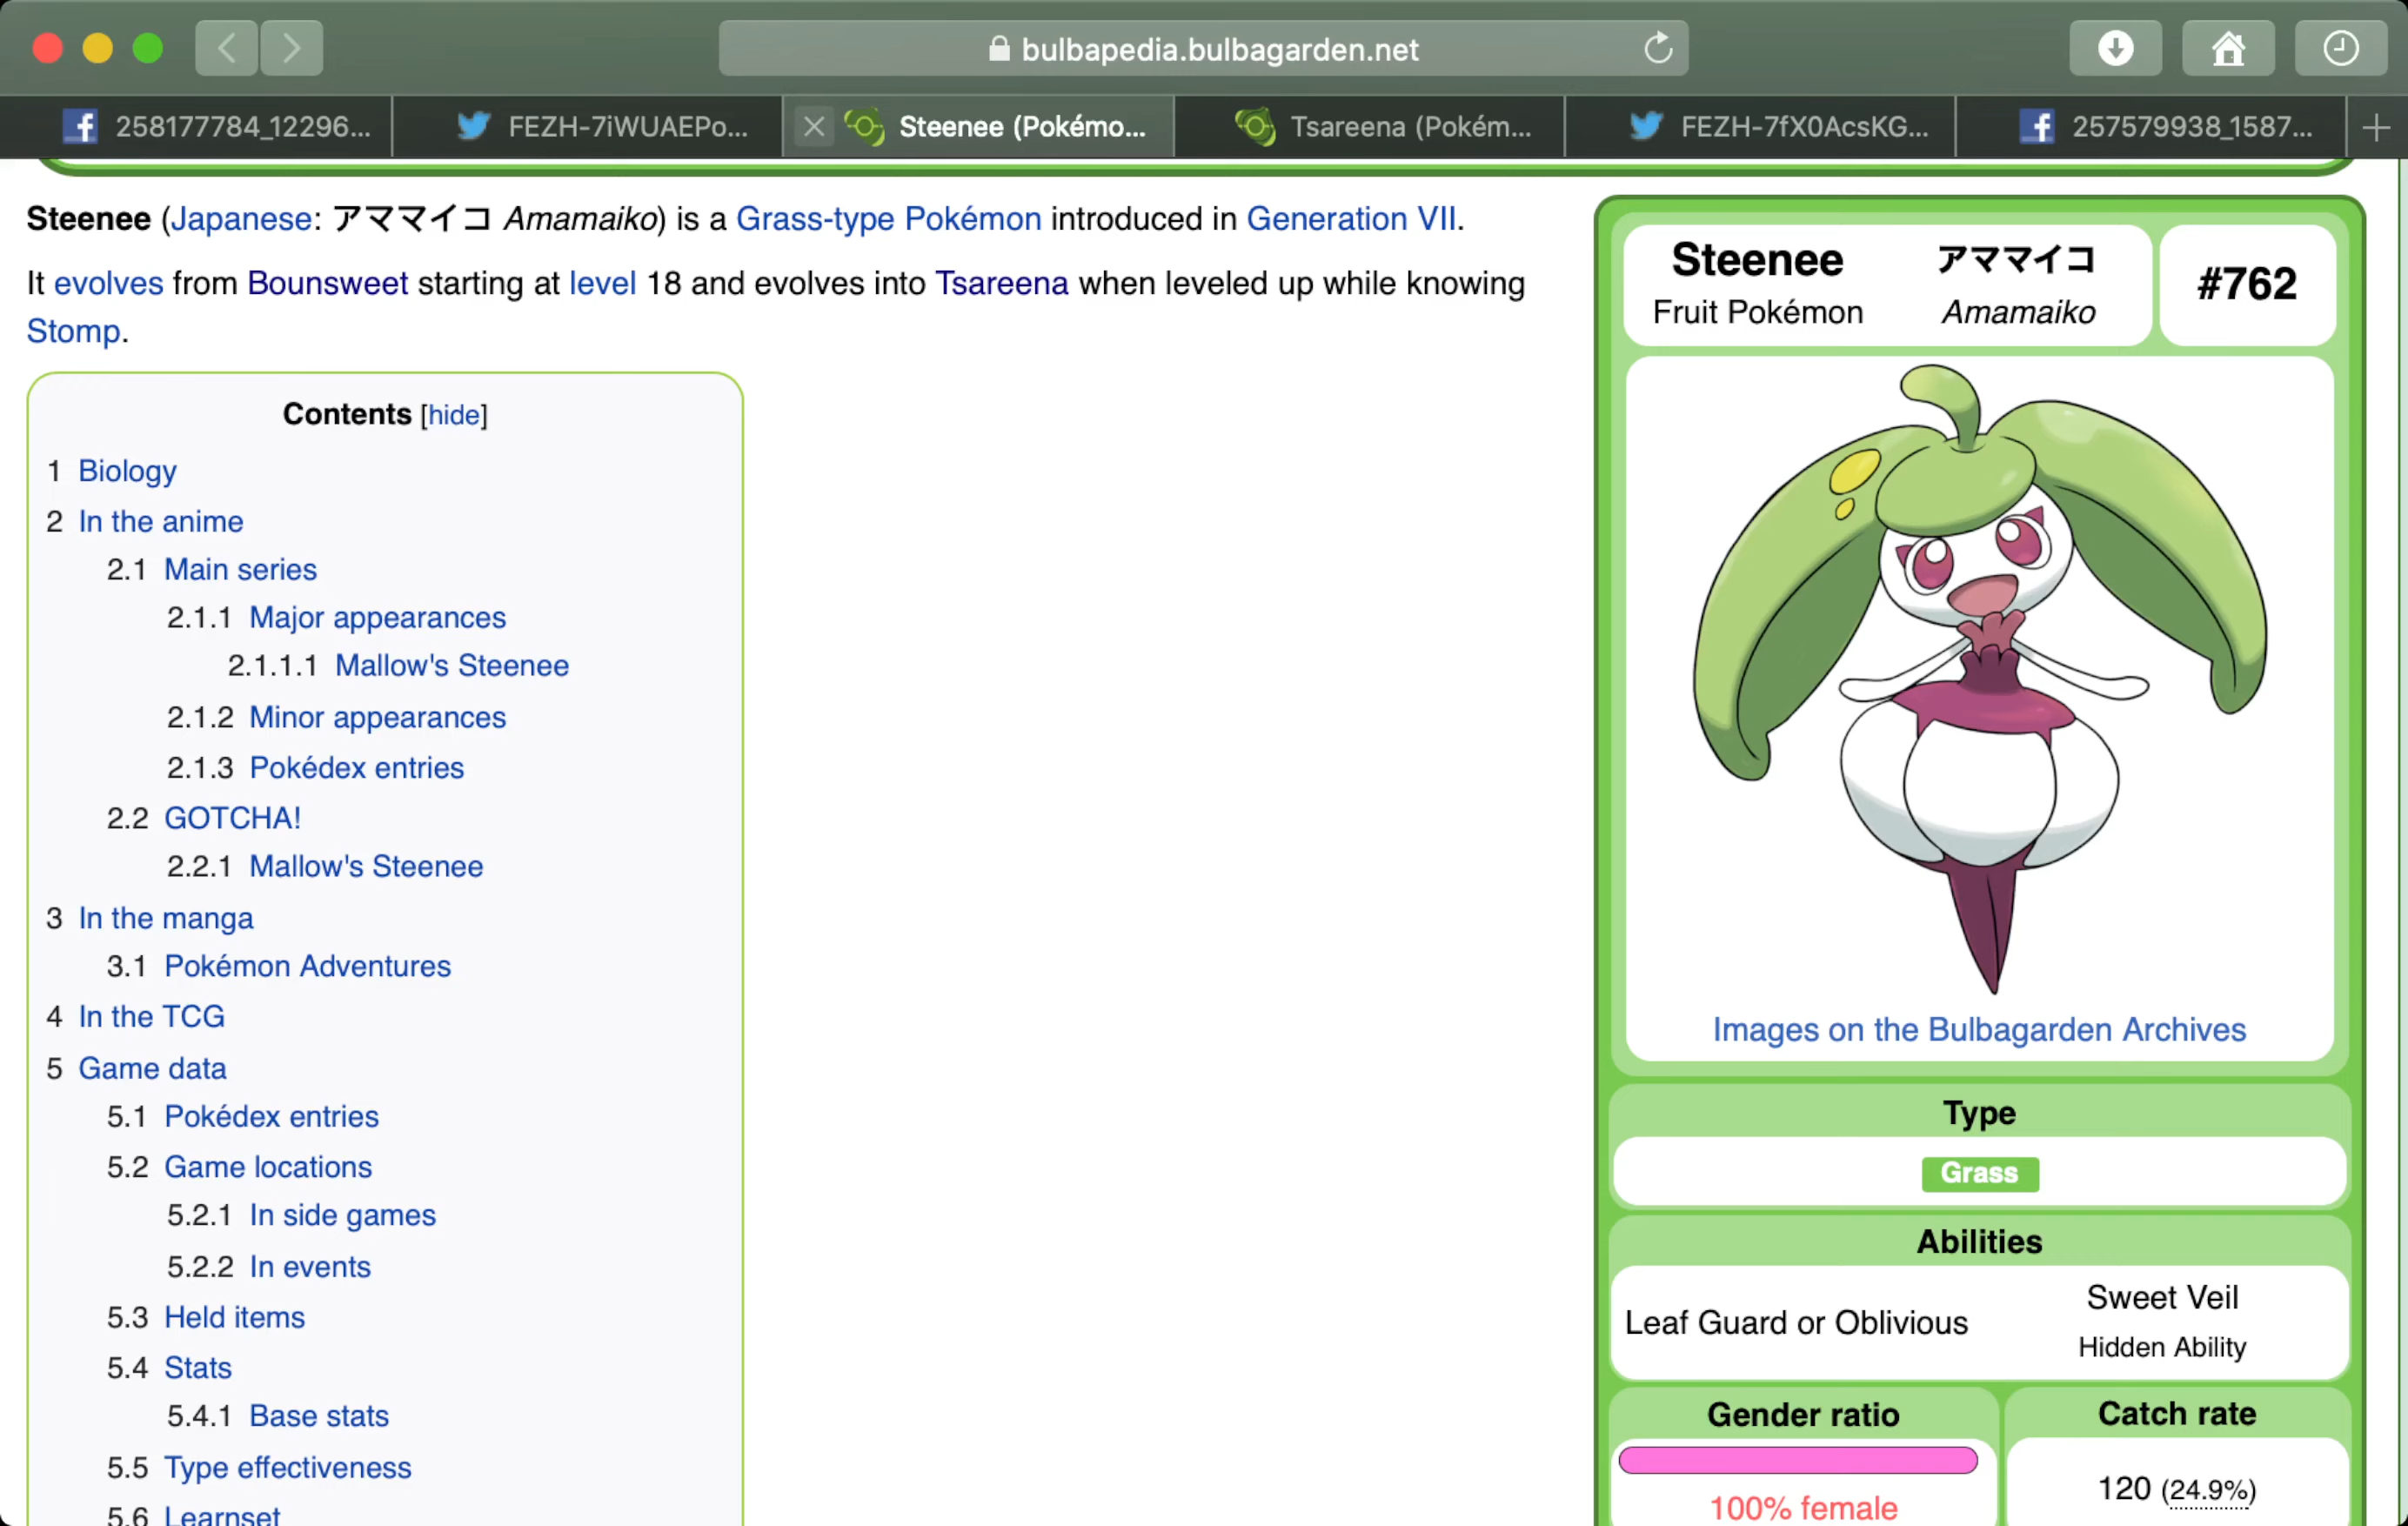 bulbapedia.bulbagarden.net
258177784_12296...
FEZH-7iWUAEPo...
Steenee (Pokémo...
Tsareena (Pokém...
FEZH-7fX0AcsKG...
257579938_1587...
Steenee (Japanese: アママイコ Amamaiko) is a Grass-type Pokémon introduced in Generation VII.
It evolves from Bounsweet starting at level 18 and evolves into Tsareena when leveled up while knowing
Stomp.
Contents [hide]
1 Biology
2 In the anime
2.1 Main series
2.1.1 Major appearances
2.1.1.1 Mallow's Steenee
2.1.2 Minor appearances
2.1.3 Pokédex entries
2.2 GOTCHA!
2.2.1 Mallow's Steenee
3 In the manga
3.1 Pokémon Adventures
4 In the TCG
5 Game data
5.1 Pokédex entries
5.2 Game locations
5.2.1 In side games
5.2.2 In events
5.3 Held items
5.4 Stats
5.4.1 Base stats
5.5 Type effectiveness
5.6 Learnset
Steenee アママイコ
Fruit Pokémon Amamaiko
#762
Images on the Bulbagarden Archives
Type
Grass
Abilities
Leaf Guard or Oblivious
Sweet Veil
Hidden Ability
Gender ratio
100% female
Catch rate
120 (24.9%)